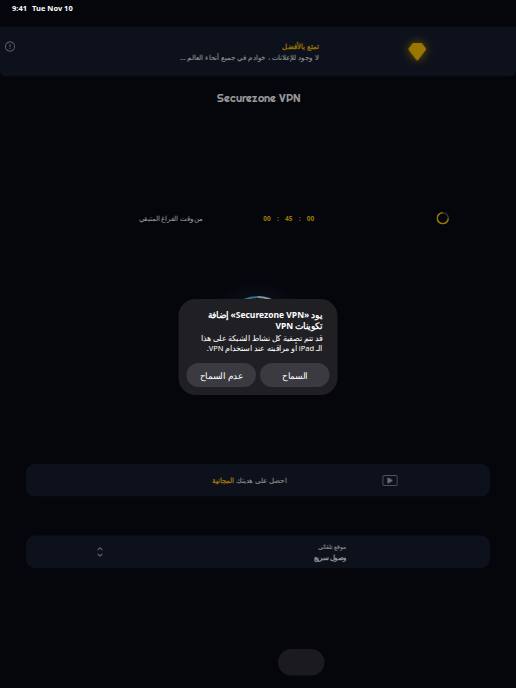 9:41 Tue Nov 10
تمتع بالأفضل
لا وجود للإعلانات ، خوادم في جميع أنحاء العالم ...
Securezone VPN
من وقت الفراغ المتبقي
00 : 45 : 00
يود «Securezone VPN» إضافة
تكوينات VPN
قد تتم تصفية كل نشاط الشبكة على هذا
الـ iPad أو مراقبته عند استخدام VPN.
السماح
عدم السماح
احصل على هديتك المجانية
موقع تلقائى
وصول سريع